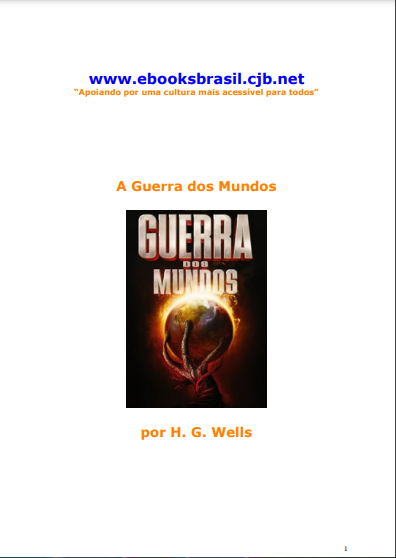 www.ebooksbrasil.cjb.net
"Apoiando por uma cultura mais acessível para todos"
A Guerra dos Mundos
GUERRA
DOS
MUNDOS
por H. G. Wells
1